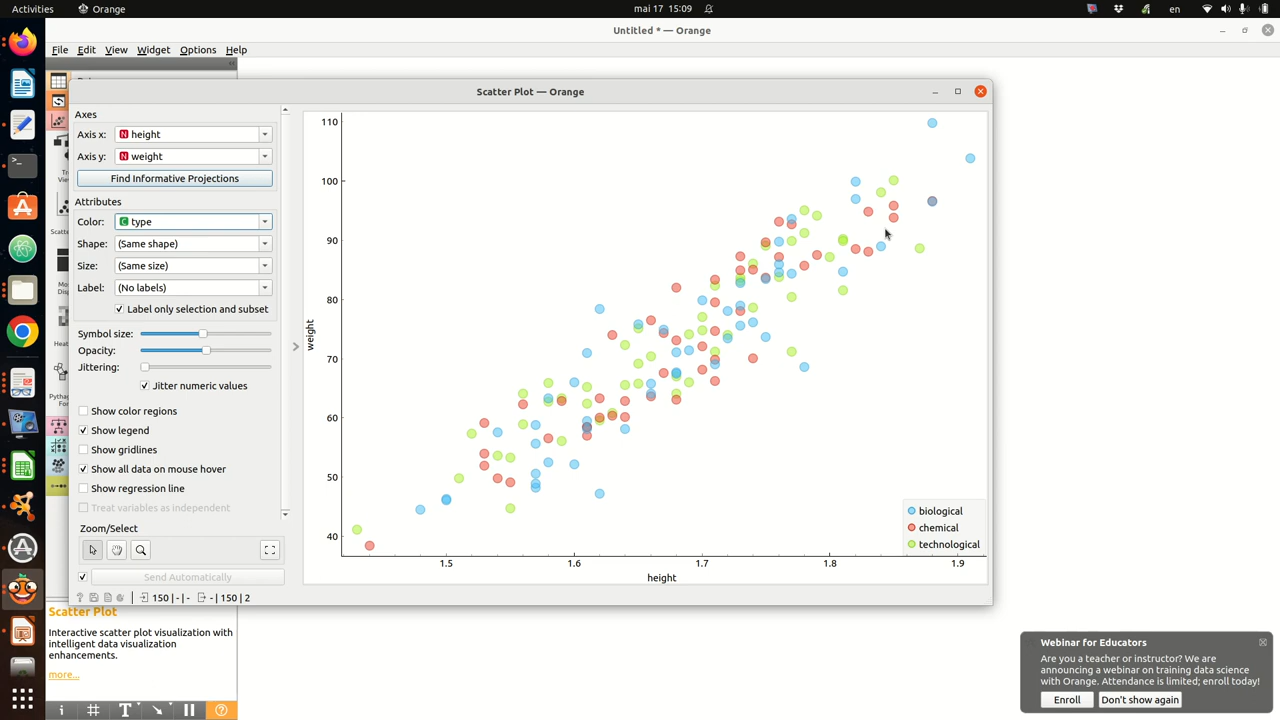 Activities
Orange
mai 17 15:09
en
Untitled * — Orange
File Edit View Widget Options Help
Scatter Plot — Orange
Axes
Axis x: height
Axis y: weight
Find Informative Projections
Attributes
Color: type
Shape: (Same shape)
Size: (Same size)
Label: (No labels)
Label only selection and subset
Symbol size:
Opacity:
Jittering:
Jitter numeric values
Show color regions
Show legend
Show gridlines
Show all data on mouse hover
Show regression line
Treat variables as independent
Zoom/Select
Send Automatically
150 | - | - - | 150 | 2
110
100
90
80
70
60
50
40
weight
1.5 1.6 1.7 1.8 1.9
height
biological
chemical
technological
Scatter Plot
Interactive scatter plot visualization with
intelligent data visualization
enhancements.
more...
Webinar for Educators
Are you a teacher or instructor? We are
announcing a webinar on training data science
with Orange. Attendance is limited; enroll today!
Enroll Don't show again